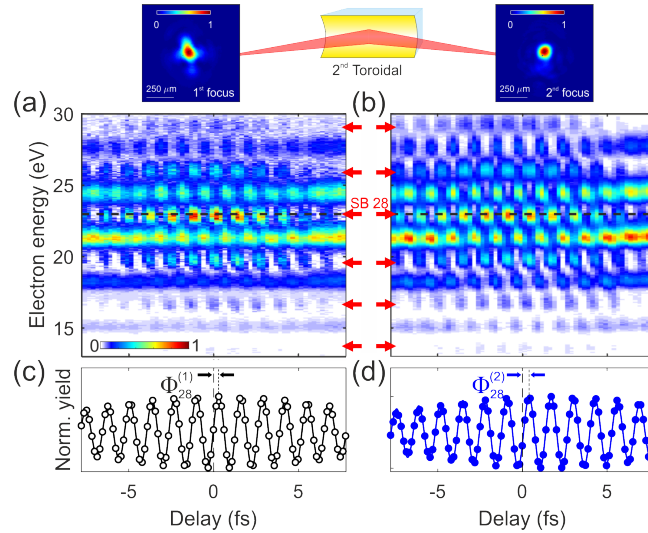 0 1
250 μm 1st focus
2nd Toroidal
0 1
250 μm 2nd focus
(a)
(b)
30
25
20
15
Electron energy (eV)
SB 28
0 1
(c)
Φ28(1)
(d)
Φ28(2)
Norm. yield
-5 0 5
-5 0 5
Delay (fs)
Delay (fs)